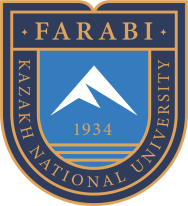 · FARABI ·
KAZAKH NATIONAL UNIVERSITY
1934